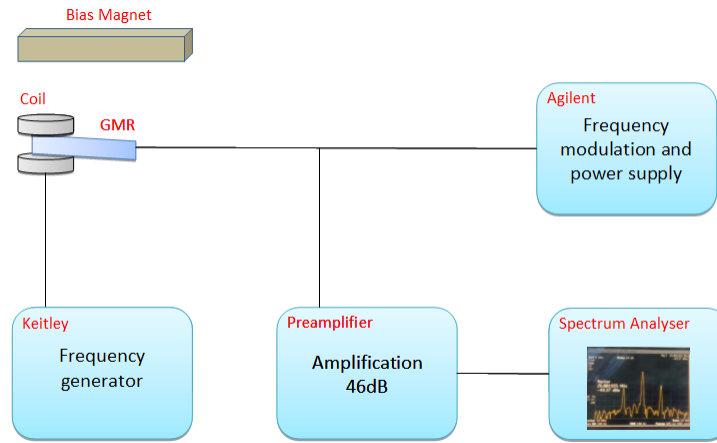 Bias Magnet
Coil
GMR
Agilent
Frequency
modulation and
power supply
Keitley
Frequency
generator
Preamplifier
Amplification
46dB
Spectrum Analyser